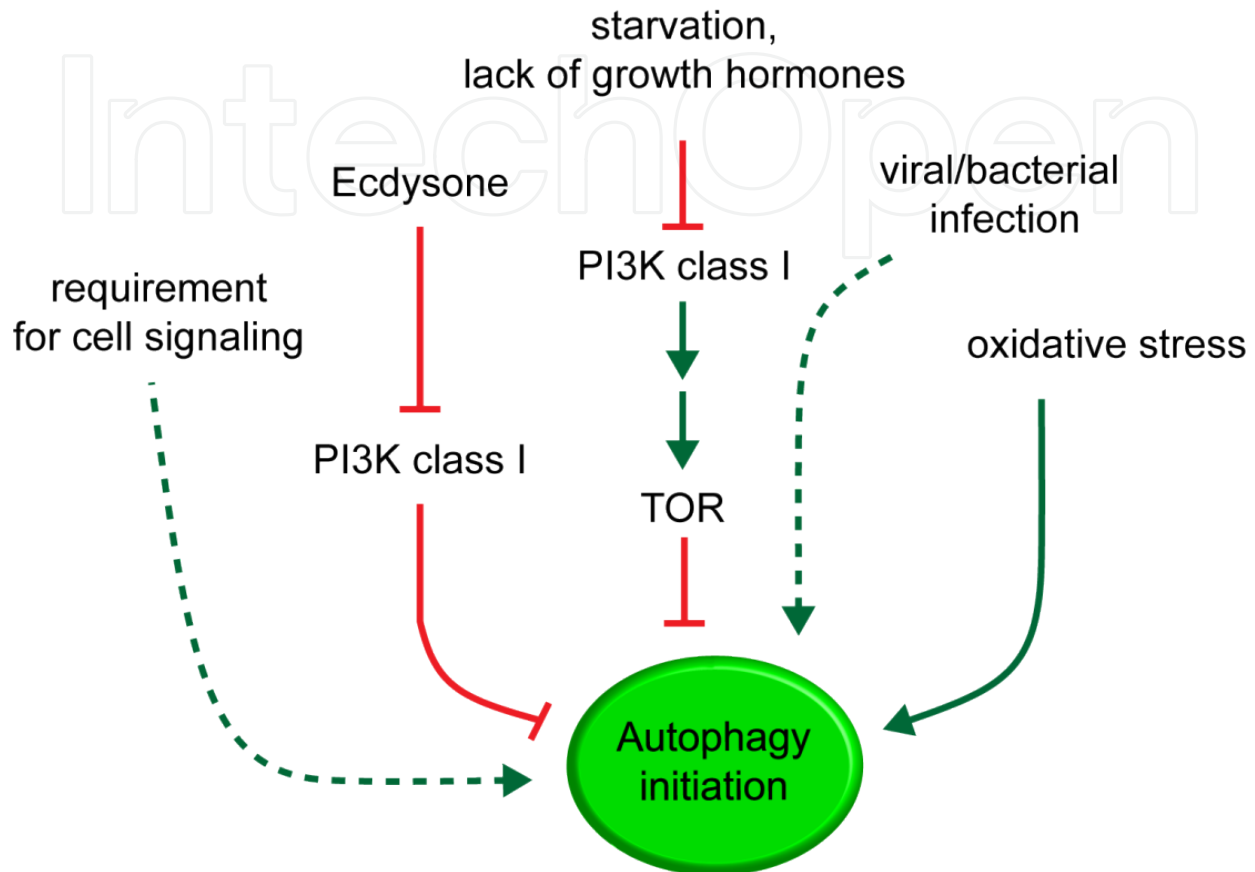 IntechOpen
starvation,
lack of growth hormones
Ecdysone
viral/bacterial
infection
PI3K class I
requirement
for cell signaling
oxidative stress
PI3K class I
TOR
Autophagy
initiation